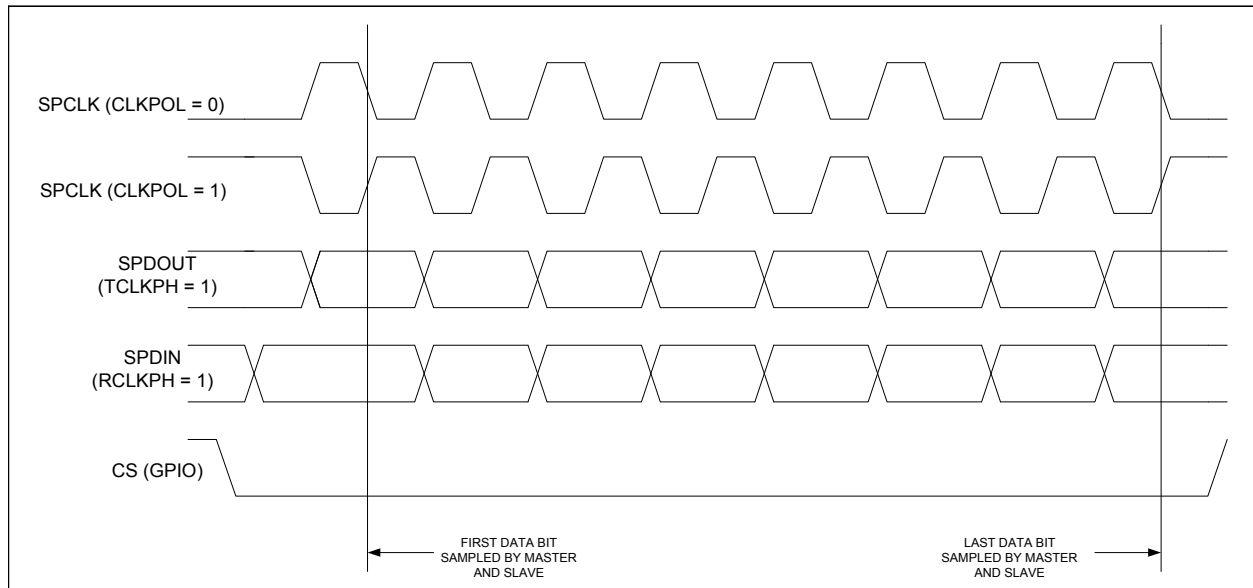 SPCLK (CLKPOL = 0)
SPCLK (CLKPOL = 1)
SPDOUT
(TCLKPH = 1)
SPDIN
(RCLKPH = 1)
CS (GPIO)
FIRST DATA BIT
SAMPLED BY MASTER
AND SLAVE
LAST DATA BIT
SAMPLED BY MASTER
AND SLAVE